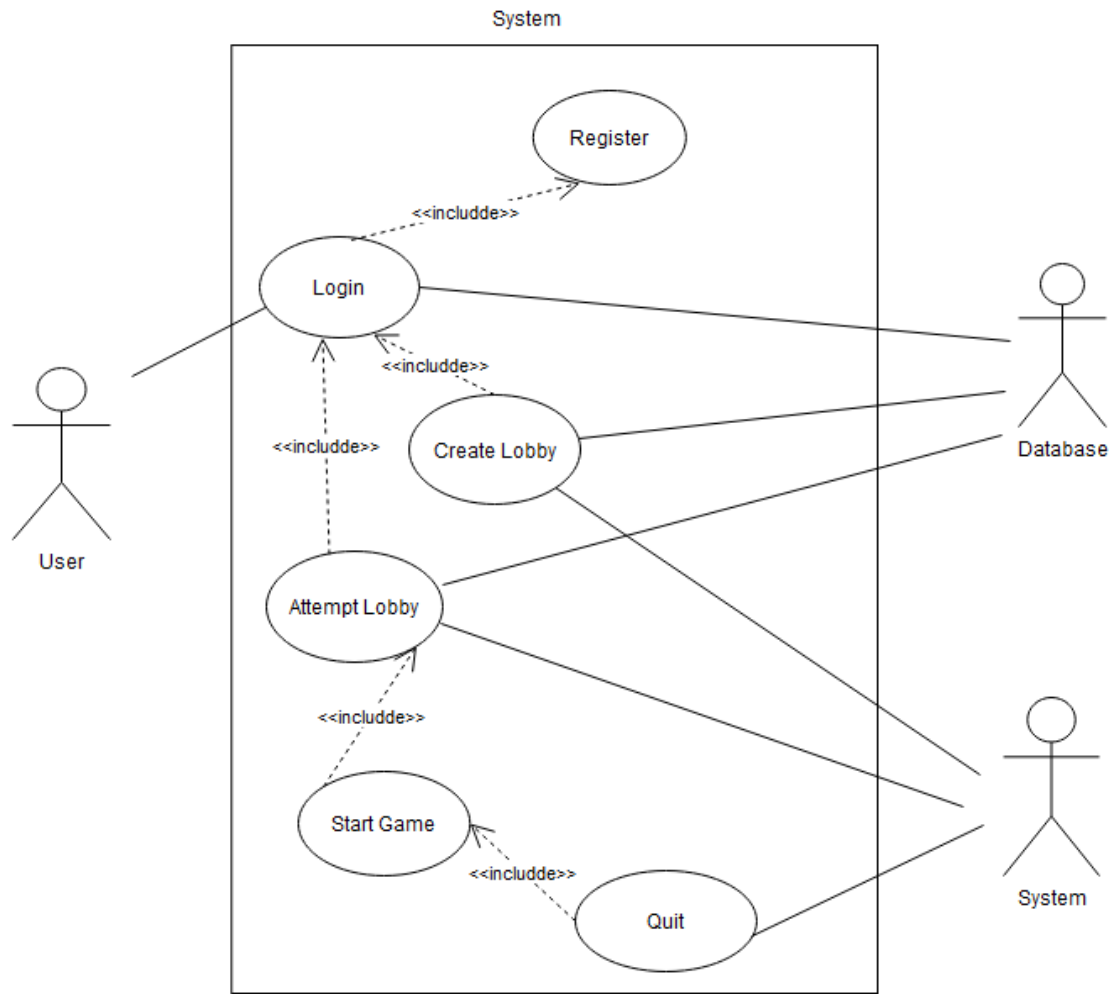 System
Register
<<includde>>
Login
<<includde>>
<<includde>>
Create Lobby
Database
User
Attempt Lobby
<<includde>>
Start Game
<<includde>>
System
Quit